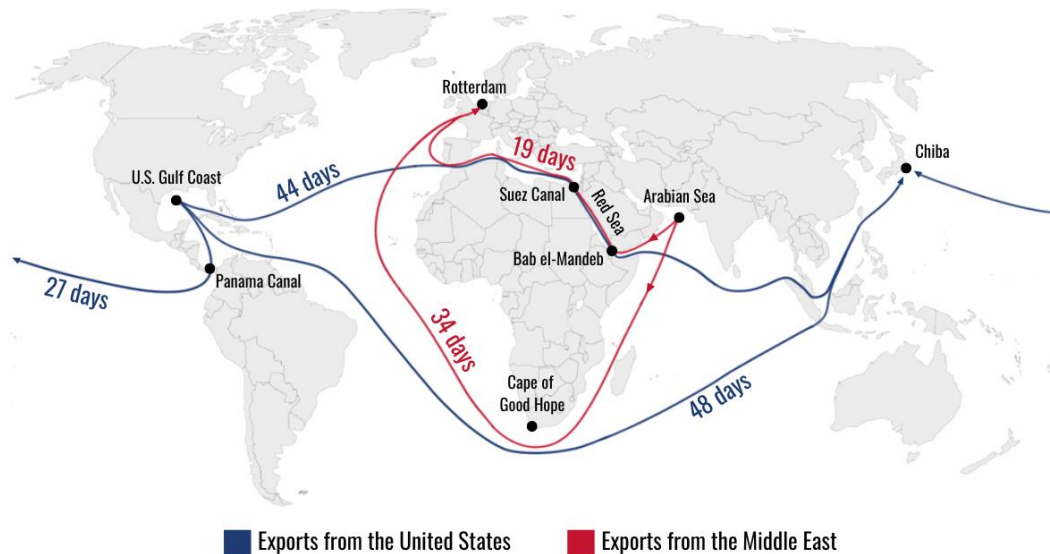 Rotterdam
19 days
Chiba
U.S. Gulf Coast
44 days
Suez Canal
Red Sea
Arabian Sea
Bab el-Mandeb
Panama Canal
27 days
34 days
Cape of
Good Hope
48 days
Exports from the United States
Exports from the Middle East